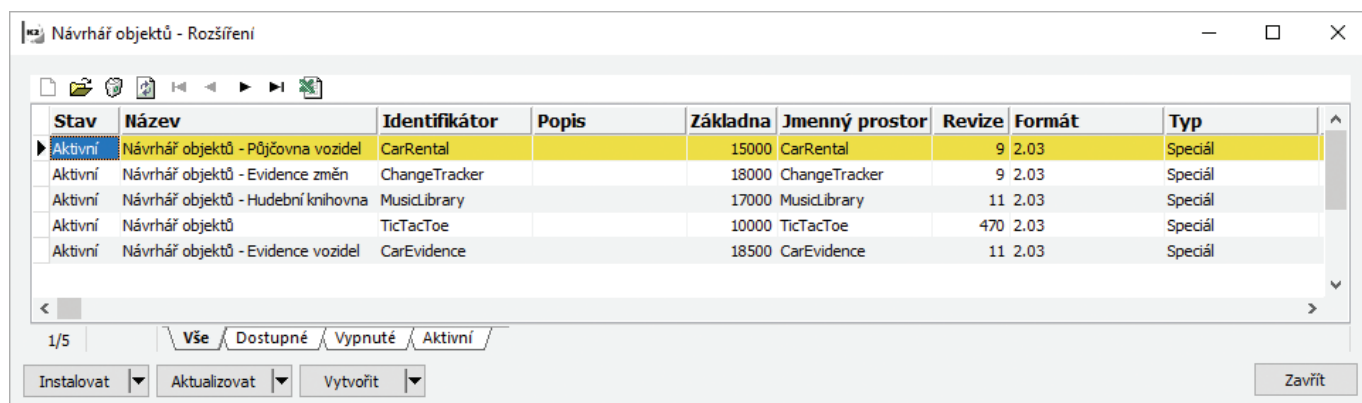 K2 Návrhář objektů - Rozšíření
Stav Název Identifikátor Popis Základna Jmenný prostor Revize Formát Typ
Aktivní Návrhář objektů - Půjčovna vozidel CarRental 15000 CarRental 9 2.03 Speciál
Aktivní Návrhář objektů - Evidence změn ChangeTracker 18000 ChangeTracker 9 2.03 Speciál
Aktivní Návrhář objektů - Hudební knihovna MusicLibrary 17000 MusicLibrary 11 2.03 Speciál
Aktivní Návrhář objektů TicTacToe 10000 TicTacToe 470 2.03 Speciál
Aktivní Návrhář objektů - Evidence vozidel CarEvidence 18500 CarEvidence 11 2.03 Speciál
1/5 Vše Dostupné Vypnuté Aktivní
Instalovat Aktualizovat Vytvořit Zavřít